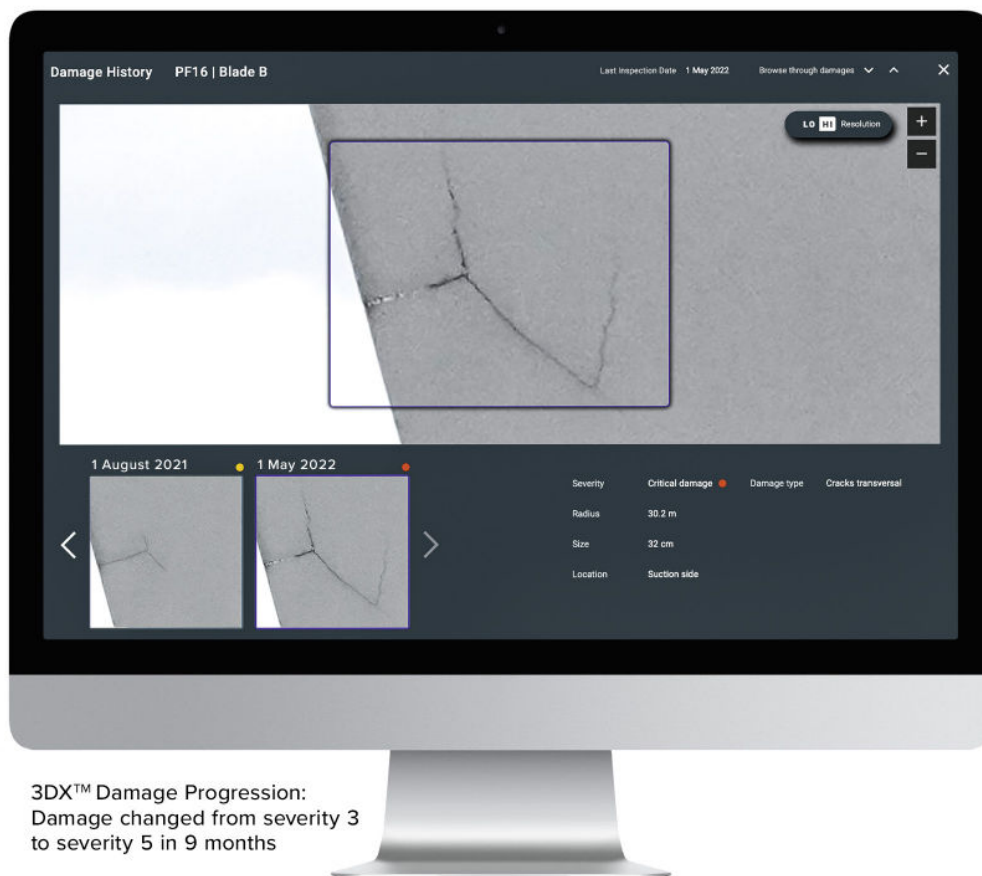 Damage History PF16 | Blade B Last Inspection Date 1 May 2022 Browse through damages
LO HI Resolution
1 August 2021 1 May 2022
Severity Critical damage Damage type Cracks transversal
Radius 30.2 m
Size 32 cm
Location Suction side
3DX™ Damage Progression:
Damage changed from severity 3
to severity 5 in 9 months